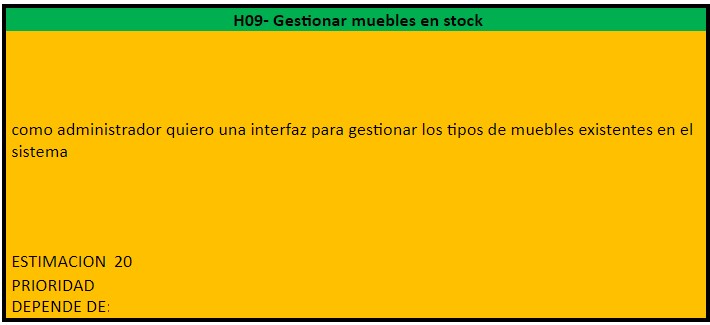 H09- Gestionar muebles en stock
como administrador quiero una interfaz para gestionar los tipos de muebles existentes en el
sistema
ESTIMACION  20
PRIORIDAD
DEPENDE DE: